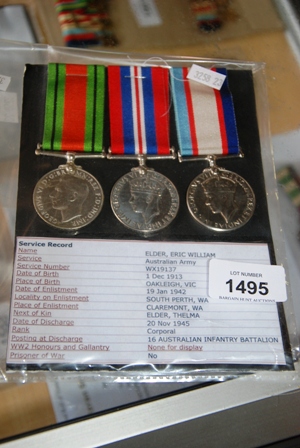 3258 22
Service Record
Name ELDER, ERIC WILLIAM
Service Australian Army
Service Number WX19137
Date of Birth 1 Dec 1913
Place of Birth OAKLEIGH, VIC
Date of Enlistment 19 Jan 1942
Locality on Enlistment SOUTH PERTH, WA
Place of Enlistment CLAREMONT, WA
Next of Kin ELDER, THELMA
Date of Discharge 20 Nov 1945
Rank Corporal
Posting at Discharge 16 AUSTRALIAN INFANTRY BATTALION
WW2 Honours and Gallantry None for display
Prisoner of War No
LOT NUMBER
1495